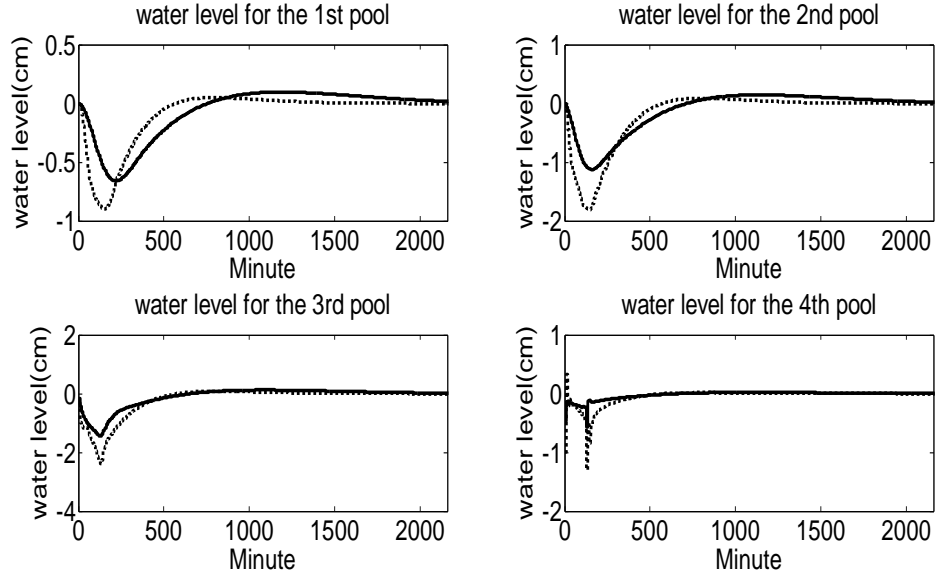 water level for the 1st pool
water level(cm)
0.5
0
-0.5
-1
0 500 1000 1500 2000
Minute
water level for the 2nd pool
water level(cm)
1
0
-1
-2
0 500 1000 1500 2000
Minute
water level for the 3rd pool
water level(cm)
2
0
-2
-4
0 500 1000 1500 2000
Minute
water level for the 4th pool
water level(cm)
1
0
-1
-2
0 500 1000 1500 2000
Minute